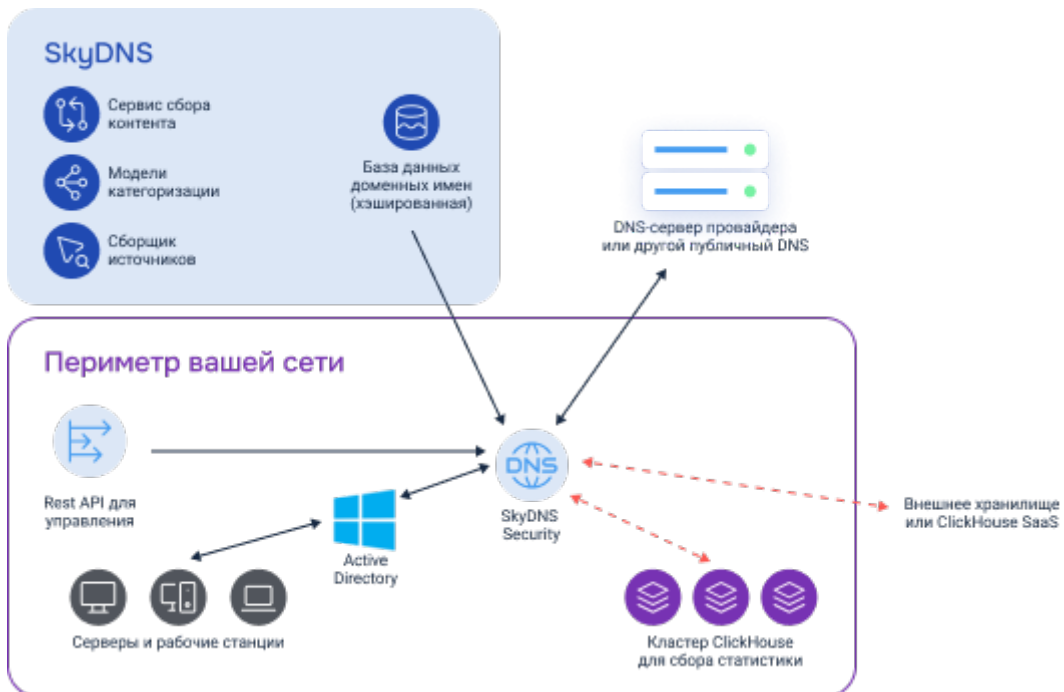 SkyDNS
Сервис сбора
контента
Модели
категоризации
Сборщик
источников
База данных
доменных имен
(хэшированная)
DNS-сервер провайдера
или другой публичный DNS
Периметр вашей сети
Rest API для
управления
Active
Directory
DNS
SkyDNS
Security
Внешнее хранилище
или ClickHouse SaaS
Серверы и рабочие станции
Кластер ClickHouse
для сбора статистики